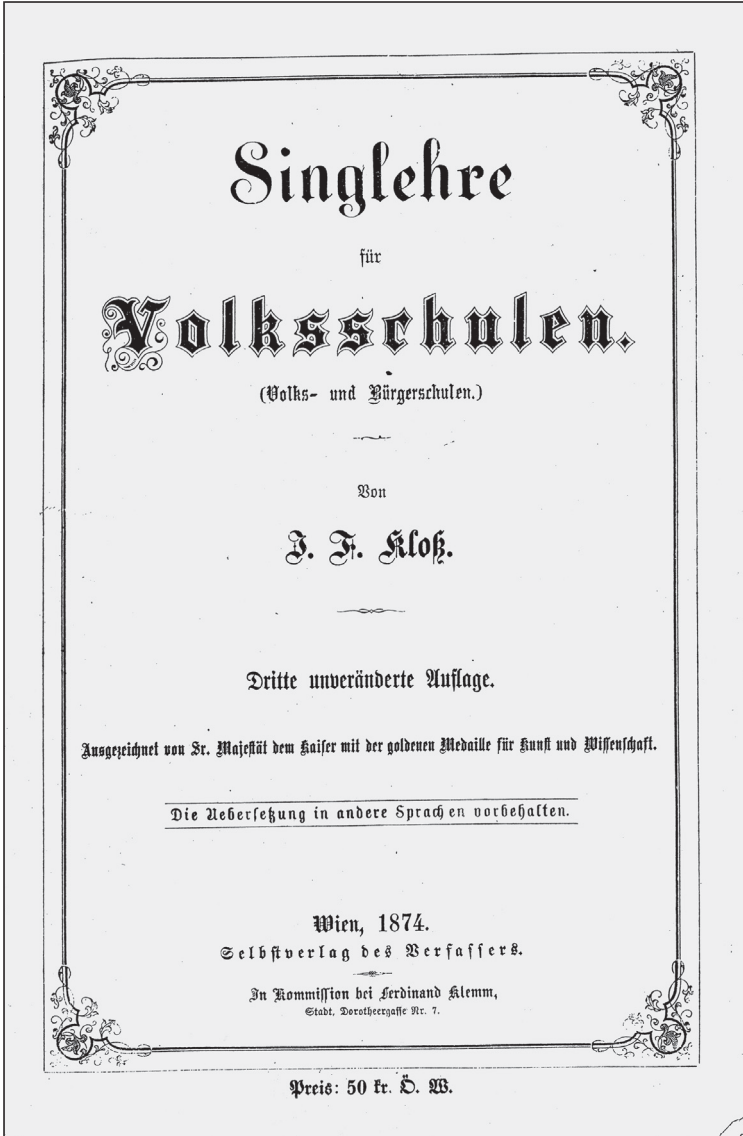 Singlehre
für
Volksschulen.
(Volks- und Bürgerschulen.)
Von
J. F. Kloß.
Dritte unveränderte Auflage.
Ausgezeichnet von Sr. Majestät dem Kaiser mit der goldenen Medaille für Kunst und Wissenschaft.
Die Uebersetzung in andere Sprachen vorbehalten.
Wien, 1874.
Selbstverlag des Verfassers.
In Kommission bei Ferdinand Klemm,
Stadt, Dorotheergasse Nr. 7.
Preis: 50 kr. Ö. W.